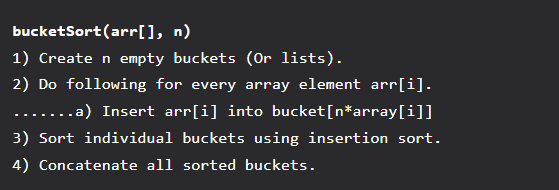 bucketSort(arr[], n)
1) Create n empty buckets (Or lists).
2) Do following for every array element arr[i].
.......a) Insert arr[i] into bucket[n*array[i]]
3) Sort individual buckets using insertion sort.
4) Concatenate all sorted buckets.